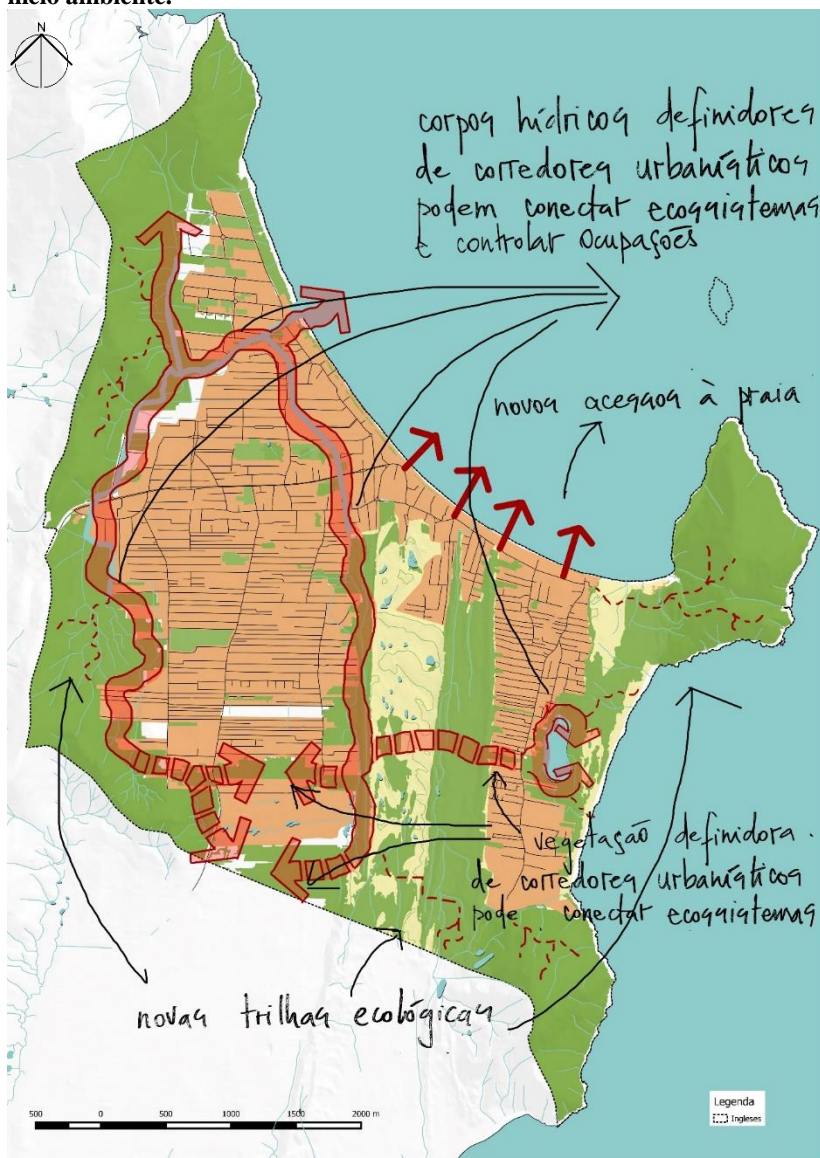 meio ambiente.
N
corpos hídricos definidores
de corredores urbanísticos
podem conectar ecossistemas
e controlar ocupações
novos acessos à praia
vegetação definidora
de corredores urbanísticos
pode conectar ecossistemas
novas trilhas ecológicas
500 0 500 1000 1500 2000 m
Legenda
Ingleses